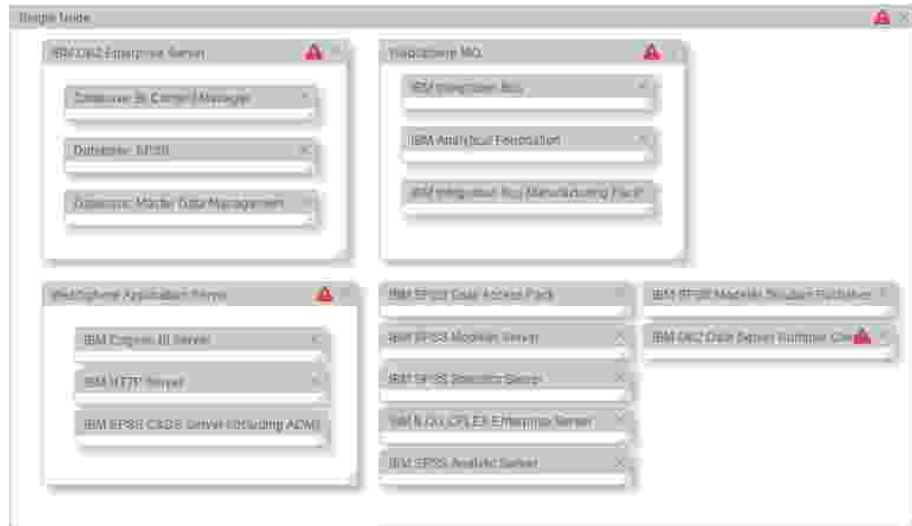 Single Node
IBM DB2 Enterprise Server
WebSphere MQ
Database BI Content Manager
IBM Integration Bus
Database SPSS
IBM Analytical Foundation
Database Master Data Management
IBM Integration Bus Manufacturing Pack
WebSphere Application Server
IBM SPSS Data Access Pack
IBM SPSS Modeler Solution Publisher
IBM Cognos BI Server
IBM SPSS Modeler Server
IBM DB2 Data Server Runtime
IBM HTTP Server
IBM SPSS Statistics Server
IBM SPSS C&DS Server (including ADM)
IBM ILOG CPLEX Enterprise Server
IBM SPSS Analytic Server